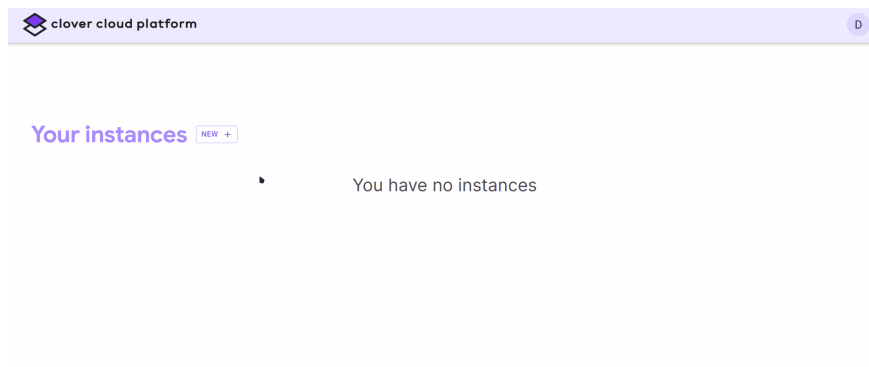 clover cloud platform
D
Your instances
NEW +
You have no instances